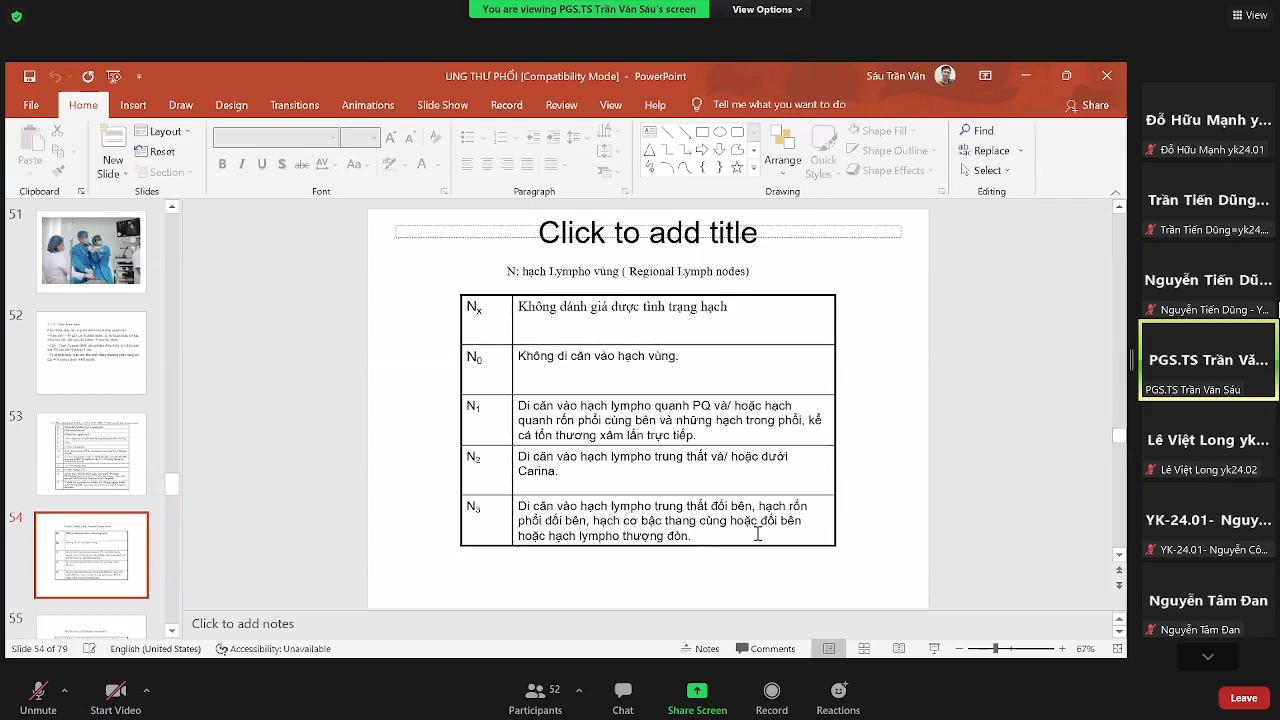 You are viewing PGS.TS Trần Văn Sáu's screen
View Options
View
UNG THƯ PHỔI [Compatibility Mode] - PowerPoint
Sáu Trần Văn
File
Home
Insert
Draw
Design
Transitions
Animations
Slide Show
Record
Review
View
Help
Tell me what you want to do
Share
Paste
Clipboard
New
Slide
Layout
Reset
Section
Slides
Font
Paragraph
Arrange
Quick
Styles
Shape Fill
Shape Outline
Shape Effects
Drawing
Find
Replace
Select
Editing
51
52
53
54
55
Click to add title
N: hạch Lympho vùng ( Regional Lymph nodes)
Nx
Không đánh giá được tình trạng hạch
N0
Không di căn vào hạch vùng.
N1
Di căn vào hạch lympho quanh PQ và/ hoặc hạch
quanh rốn phổi cùng bên và những hạch trong phổi, kể
cả tổn thương xâm lấn trực tiếp.
N2
Di căn vào hạch lympho trung thất và/ hoặc dưới
Carina.
N3
Di căn vào hạch lympho trung thất đối bên, hạch rốn
phổi đối bên, hạch cơ bậc thang cùng hoặc đối bên
hoặc hạch lympho thượng đòn.
Click to add notes
Slide 54 of 79
English (United States)
Accessibility: Unavailable
Notes
Comments
67%
Đỗ Hữu Mạnh y...
Đỗ Hữu Mạnh yk24.01
Trần Tiến Dũng...
Trần Tiến Dũng=yk24....
Nguyễn Tiến Dũ...
Nguyễn Tiến Dũng - Y...
PGS.TS Trần Vă...
PGS.TS Trần Văn Sáu
Lê Việt Long yk...
Lê Việt Long yk24.02
YK-24.01- Nguy...
YK-24.01- Nguyễn Cô...
Nguyễn Tâm Đan
Nguyễn Tâm Đan
Unmute
Start Video
52
Participants
Chat
Share Screen
Record
Reactions
Leave